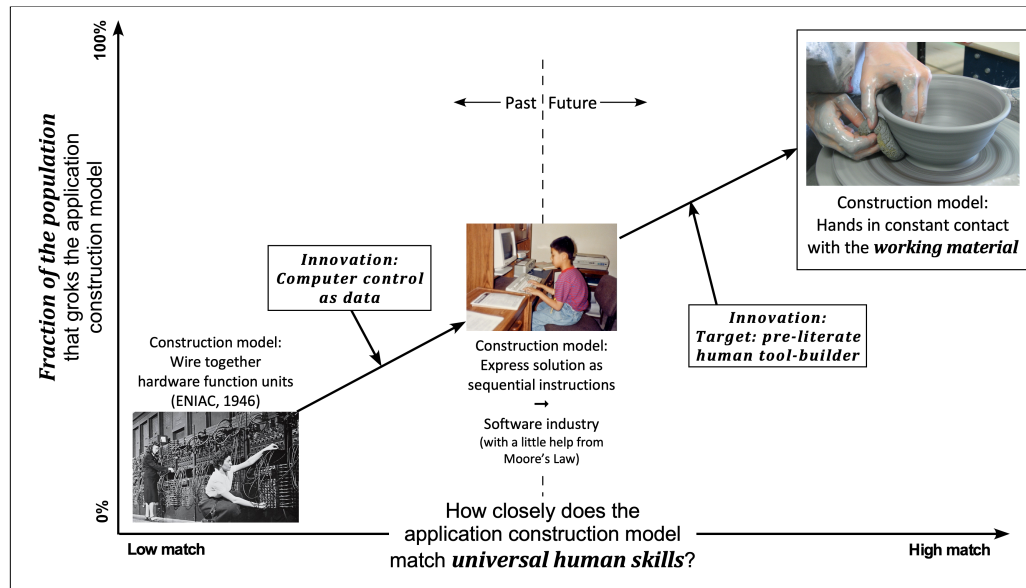 100%
Fraction of the population
that groks the application
construction model
0%
Past
Future
Construction model:
Hands in constant contact
with the working material
Innovation:
Computer control
as data
Innovation:
Target: pre-literate
human tool-builder
Construction model:
Wire together
hardware function units
(ENIAC, 1946)
Construction model:
Express solution as
sequential instructions
→
Software industry
(with a little help from
Moore's Law)
Low match
How closely does the
application construction model
match universal human skills?
High match